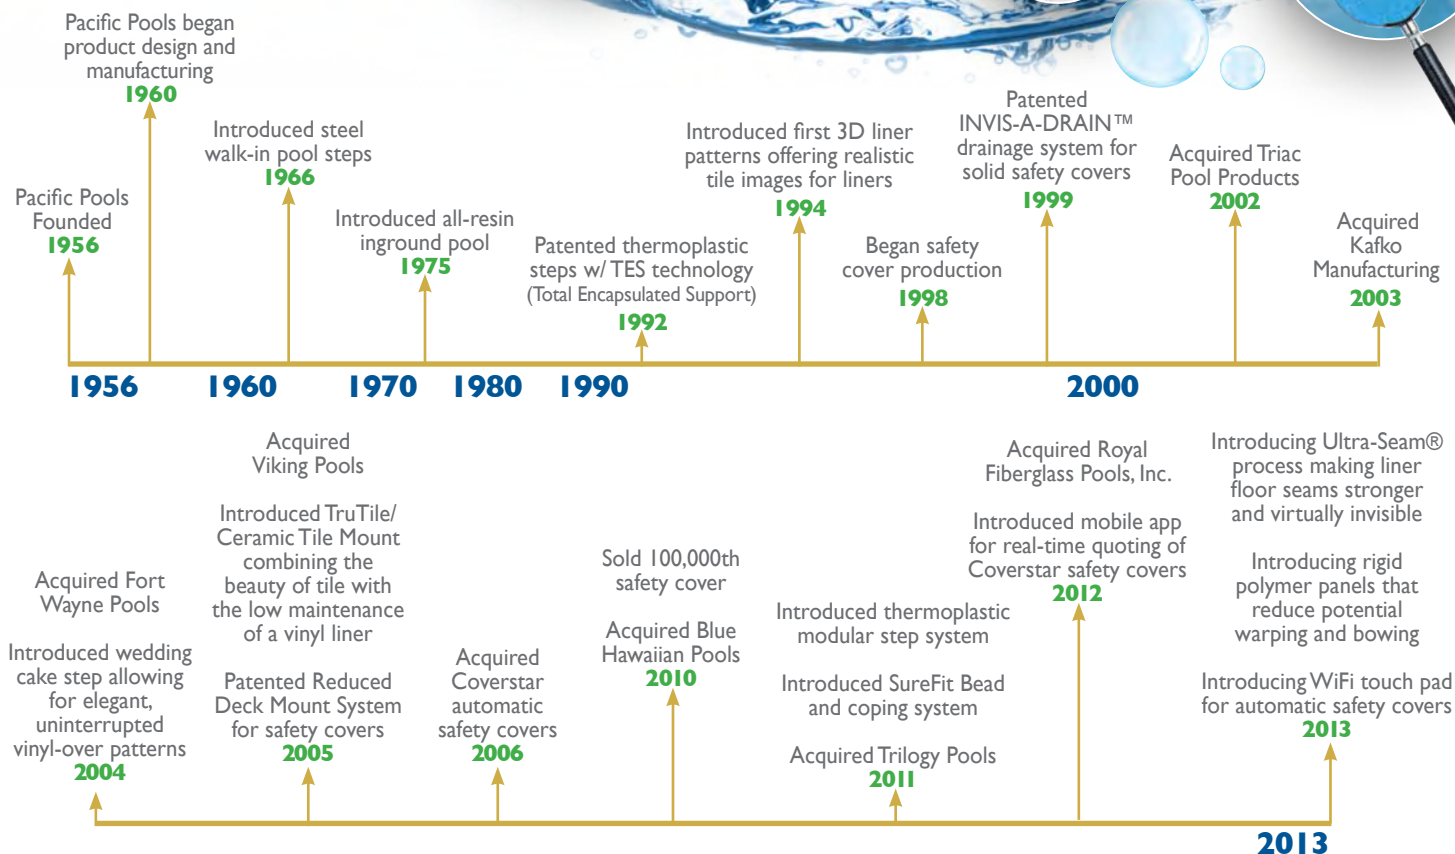 Pacific Pools began
product design and
manufacturing
1960
Introduced steel
walk-in pool steps
1966
Pacific Pools
Founded
1956
Introduced all-resin
inground pool
1975
Patented thermoplastic
steps w/ TES technology
(Total Encapsulated Support)
1992
Introduced first 3D liner
patterns offering realistic
tile images for liners
1994
Began safety
cover production
1998
Patented
INVIS-A-DRAIN™
drainage system for
solid safety covers
1999
Acquired Triac
Pool Products
2002
Acquired
Kafko
Manufacturing
2003
1956 1960 1970 1980 1990 2000
Acquired Fort
Wayne Pools
Introduced wedding
cake step allowing
for elegant,
uninterrupted
vinyl-over patterns
2004
Acquired
Viking Pools
Introduced TruTile/
Ceramic Tile Mount
combining the
beauty of tile with
the low maintenance
of a vinyl liner
Patented Reduced
Deck Mount System
for safety covers
2005
Acquired
Coverstar
automatic
safety covers
2006
Sold 100,000th
safety cover
Acquired Blue
Hawaiian Pools
2010
Introduced thermoplastic
modular step system
Introduced SureFit Bead
and coping system
Acquired Trilogy Pools
2011
Acquired Royal
Fiberglass Pools, Inc.
Introduced mobile app
for real-time quoting of
Coverstar safety covers
2012
Introducing Ultra-Seam®
process making liner
floor seams stronger
and virtually invisible
Introducing rigid
polymer panels that
reduce potential
warping and bowing
Introducing WiFi touch pad
for automatic safety covers
2013
2013